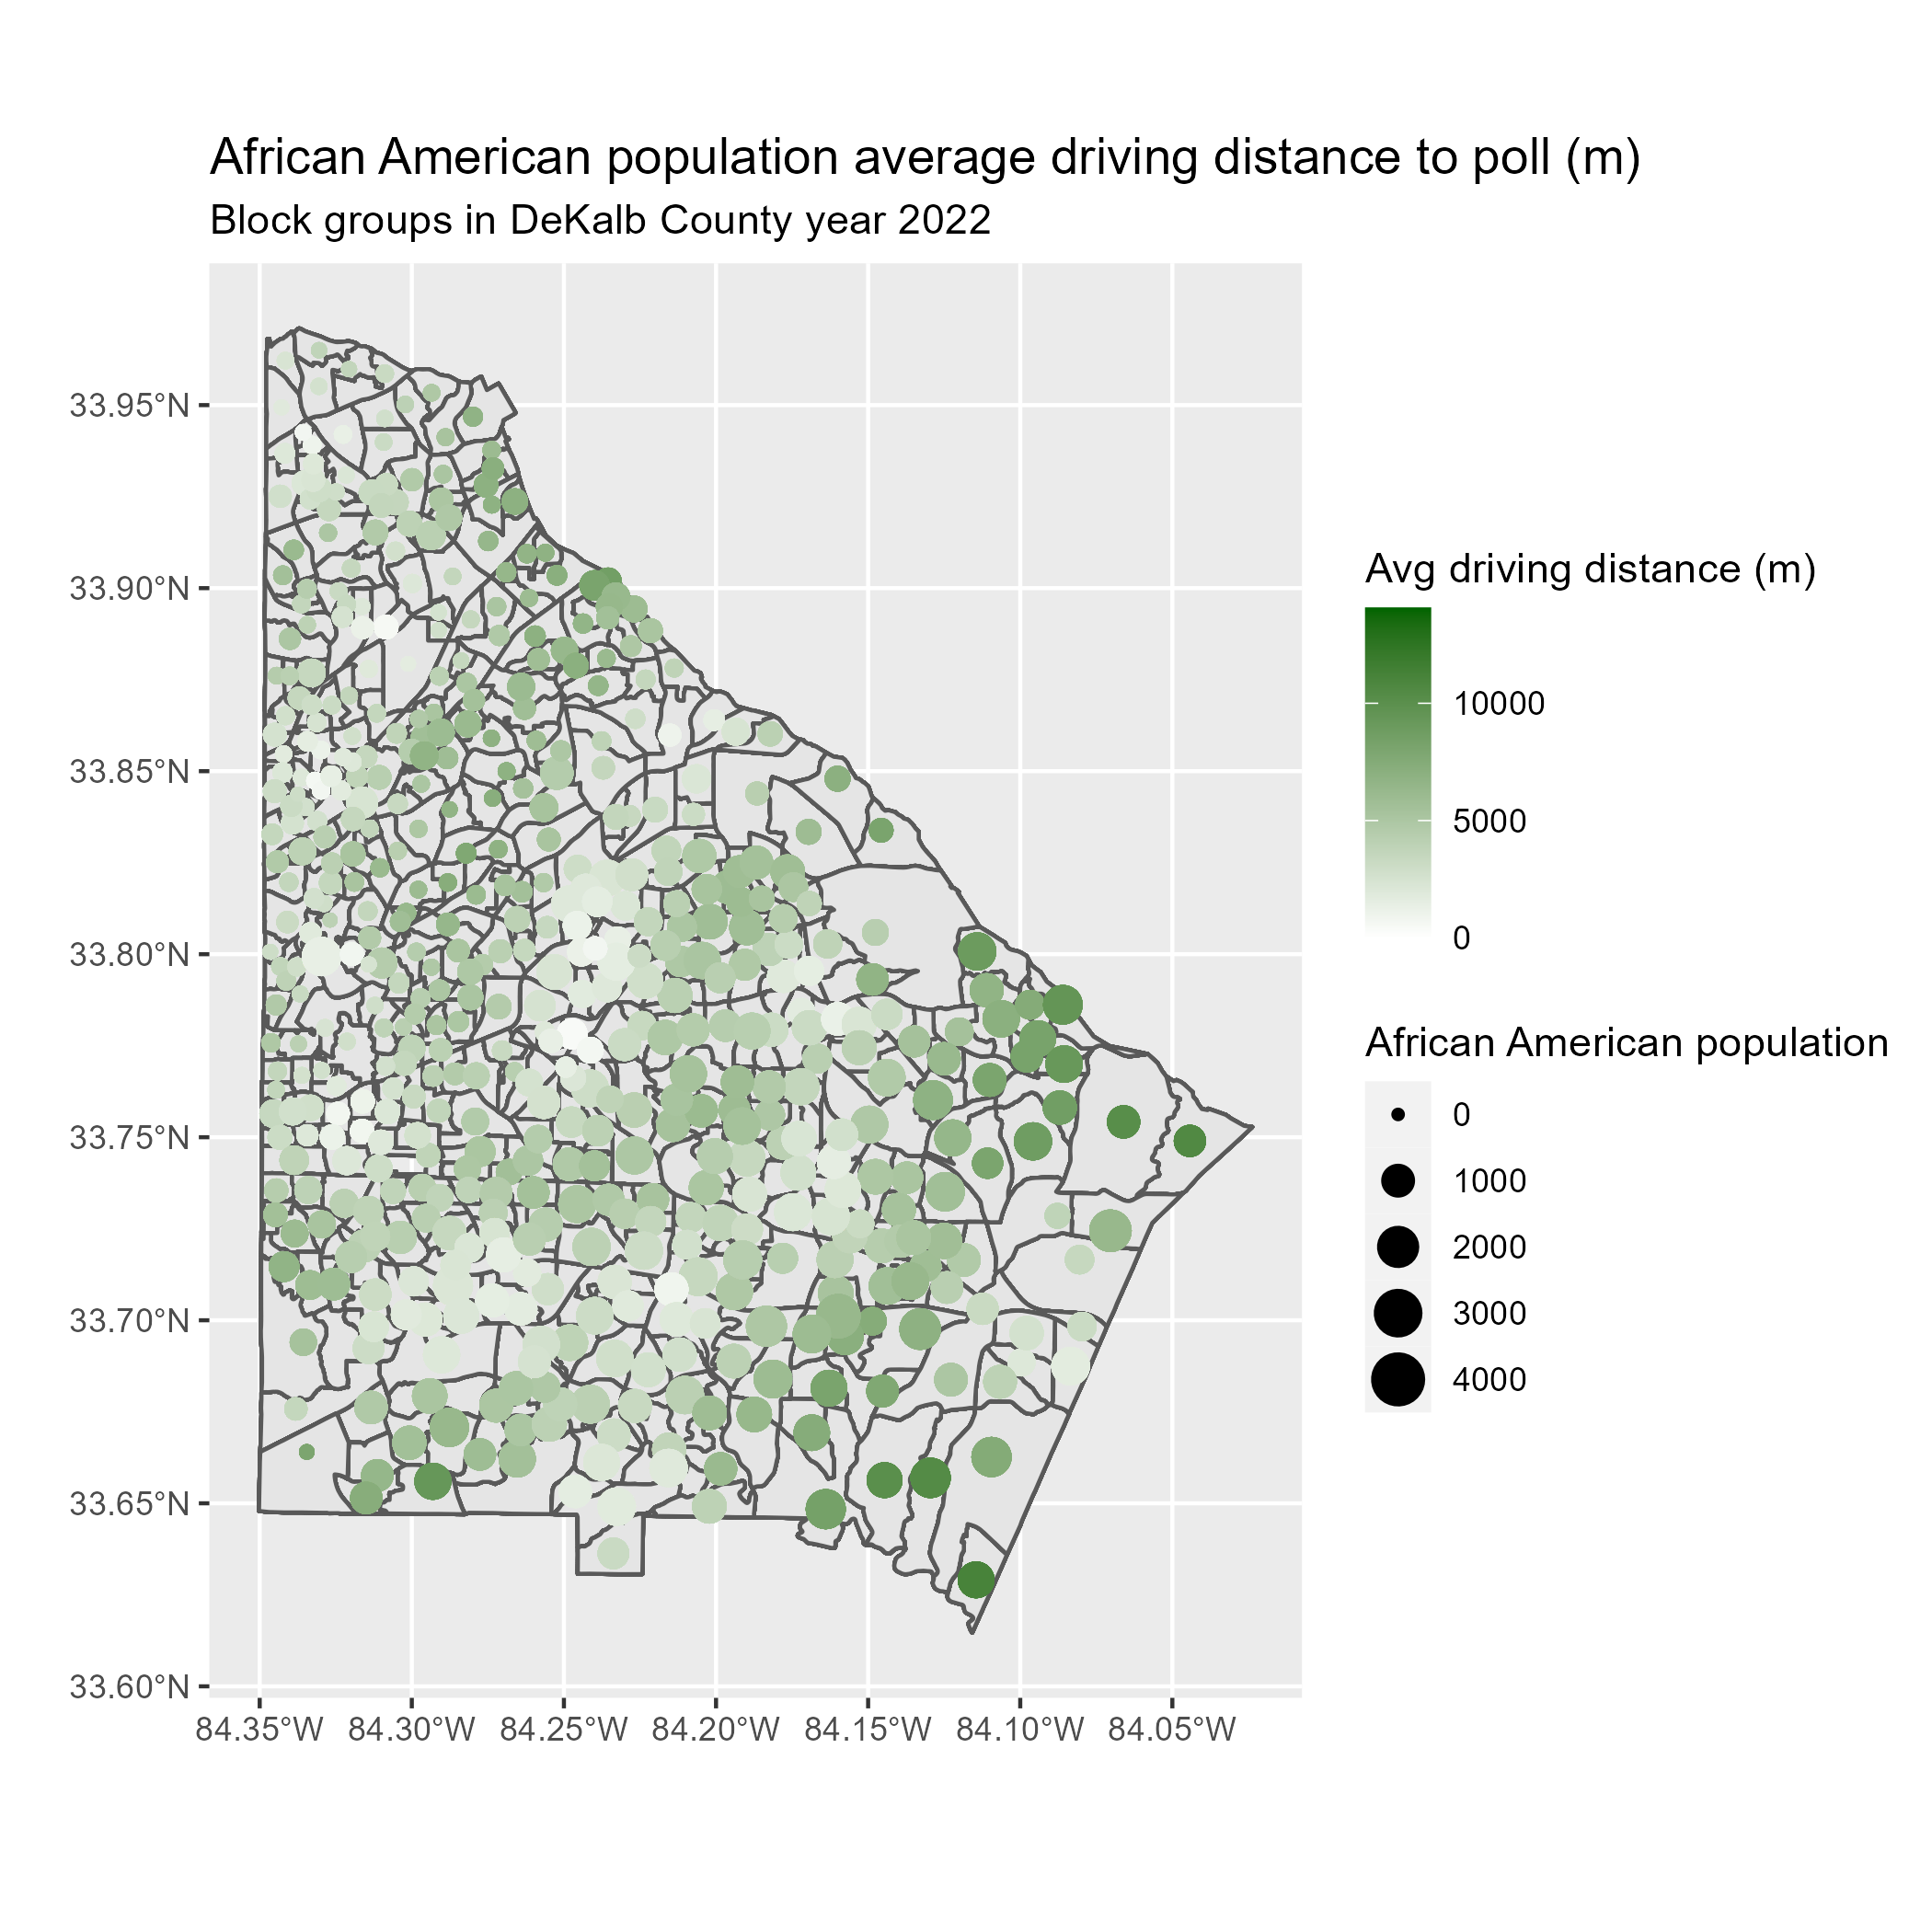 African American population average driving distance to poll (m)
Block groups in DeKalb County year 2022
33.95°N
33.90°N
33.85°N
33.80°N
33.75°N
33.70°N
33.65°N
33.60°N
84.35°W 84.30°W 84.25°W 84.20°W 84.15°W 84.10°W 84.05°W
Avg driving distance (m)
10000
5000
0
African American population
0
1000
2000
3000
4000